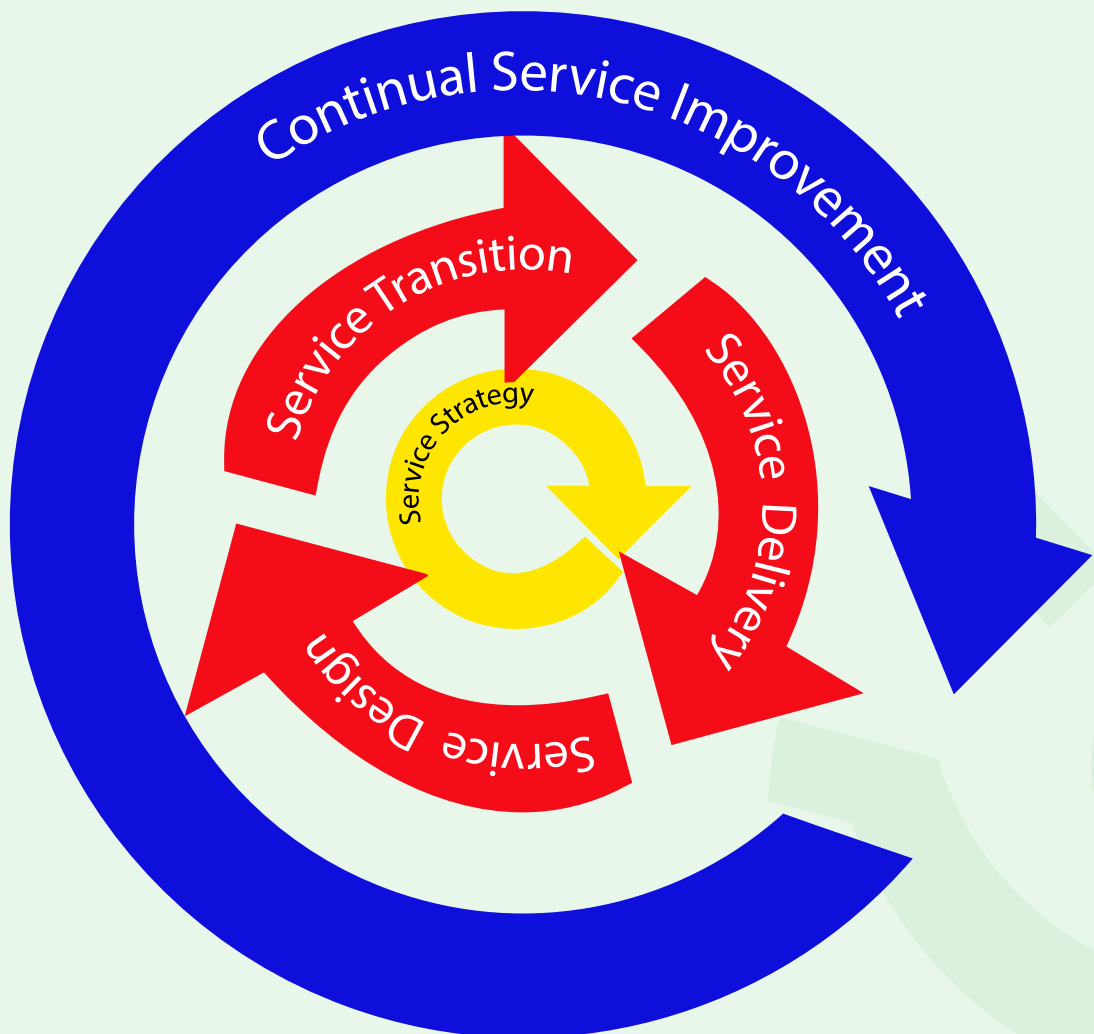 Continual Service Improvement
Service Transition
Service Delivery
Service Design
Service Strategy